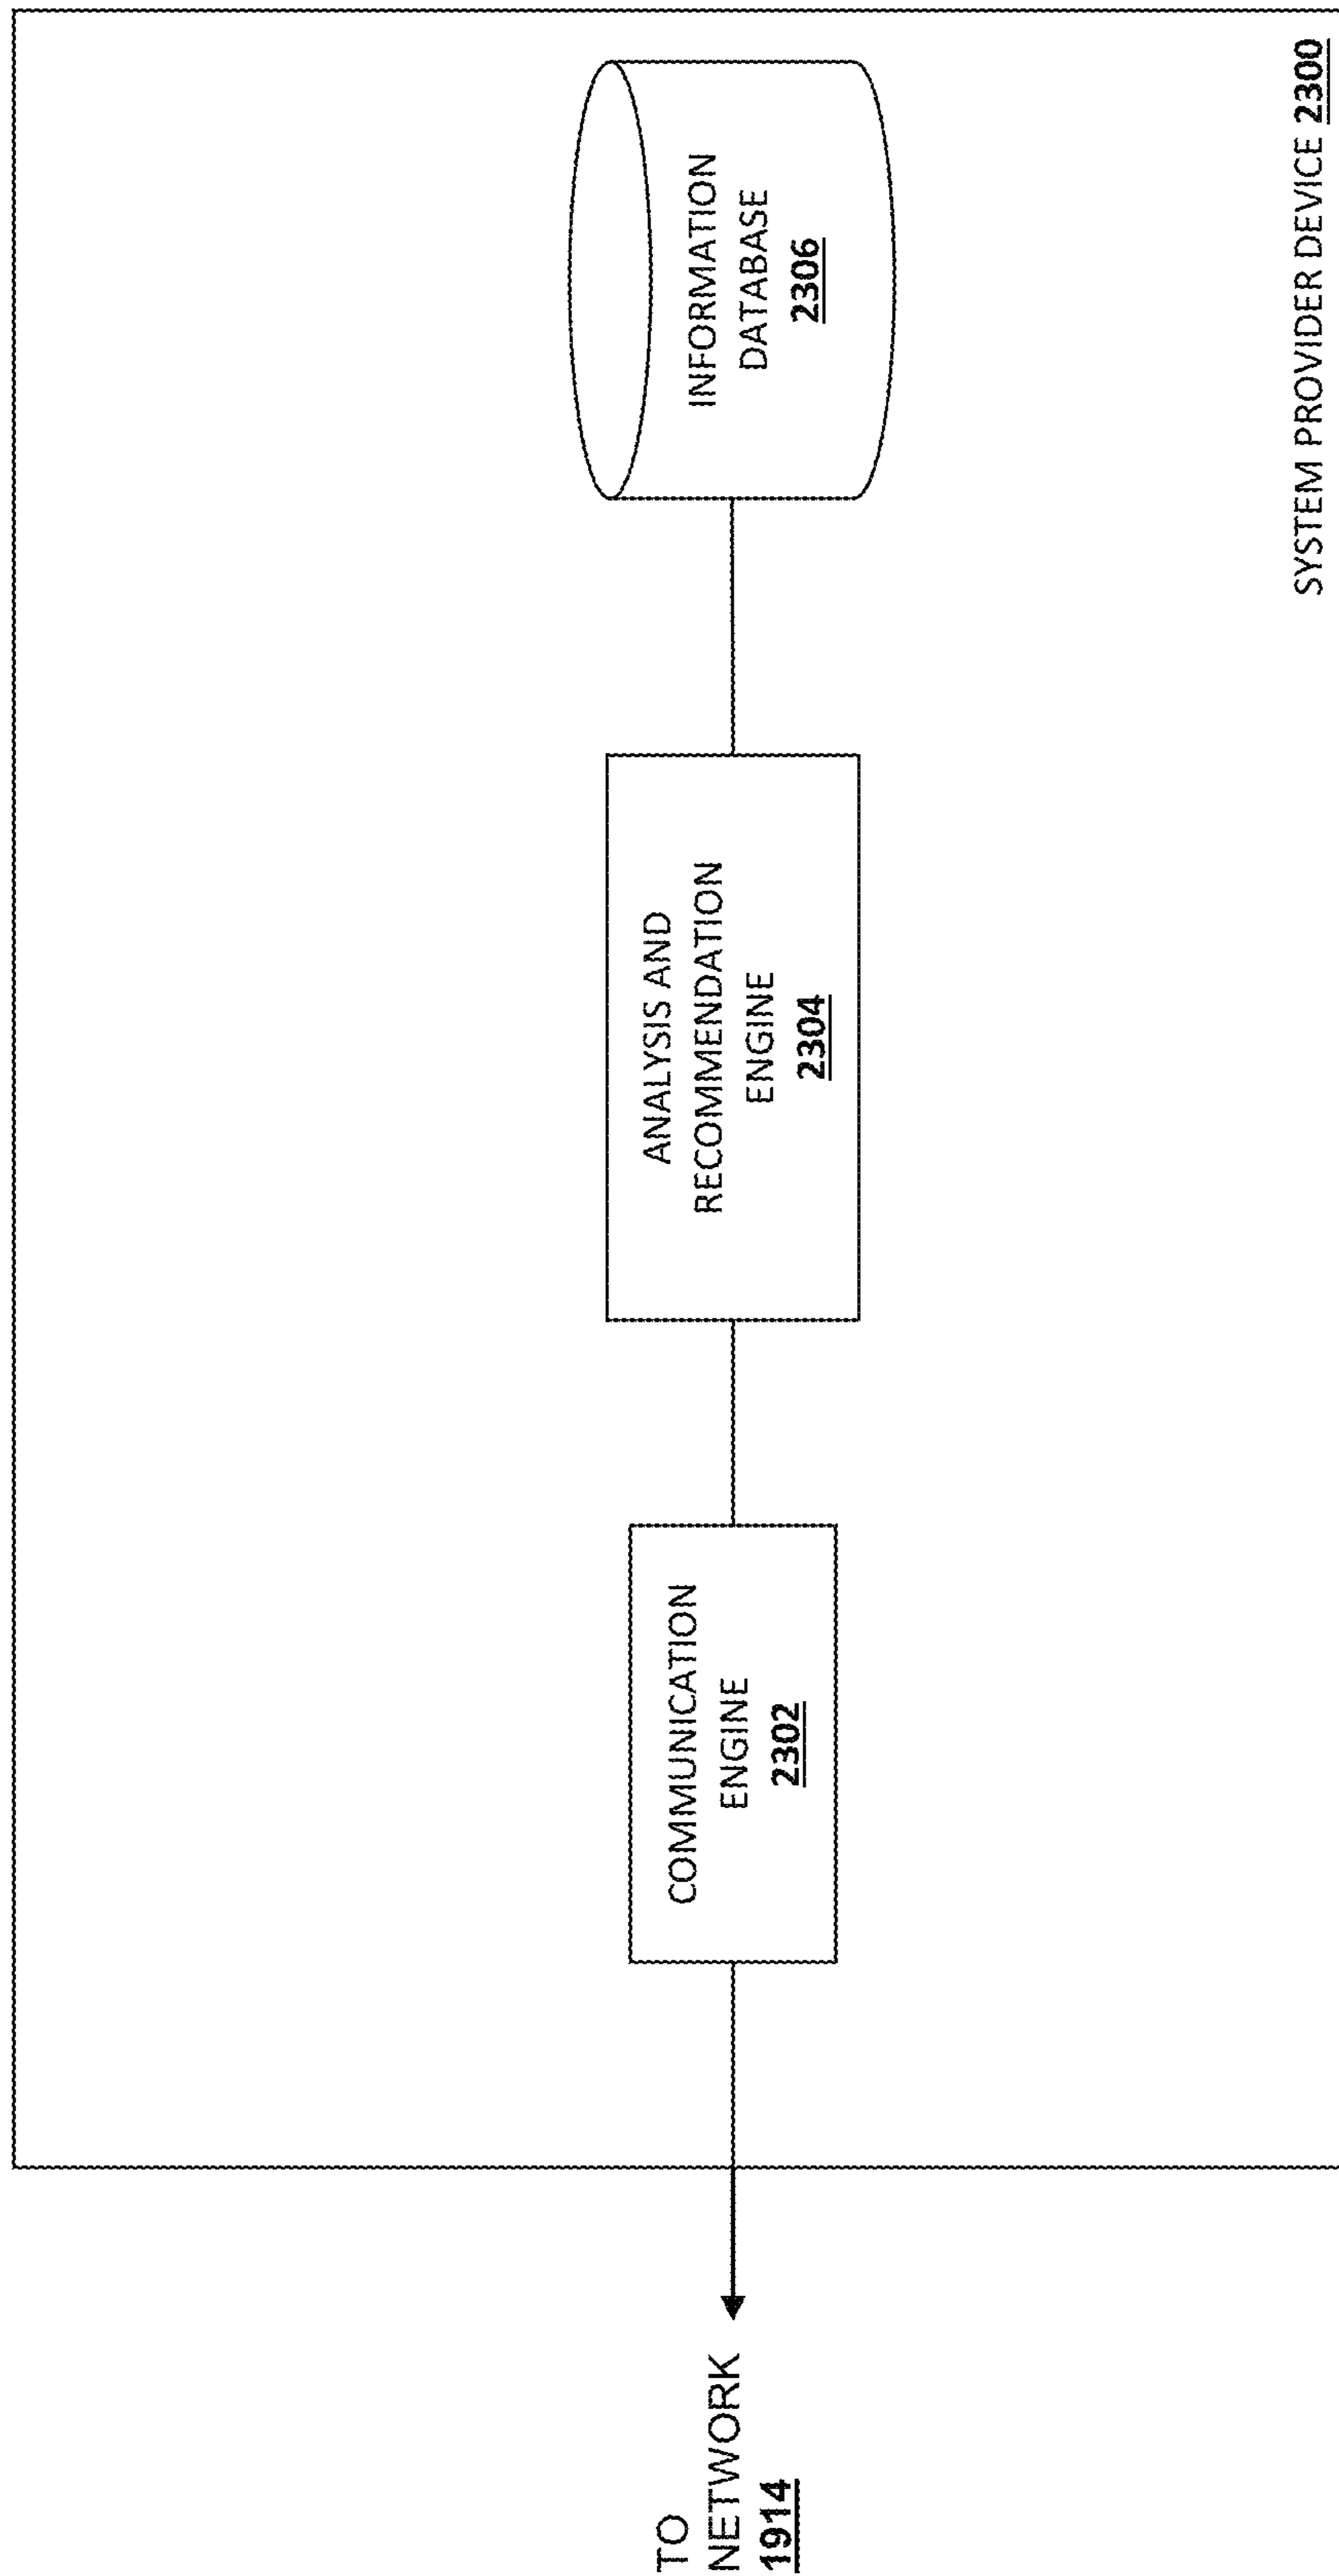 TO
NETWORK
1914
COMMUNICATION
ENGINE
2302
ANALYSIS AND
RECOMMENDATION
ENGINE
2304
INFORMATION
DATABASE
2306
SYSTEM PROVIDER DEVICE 2300